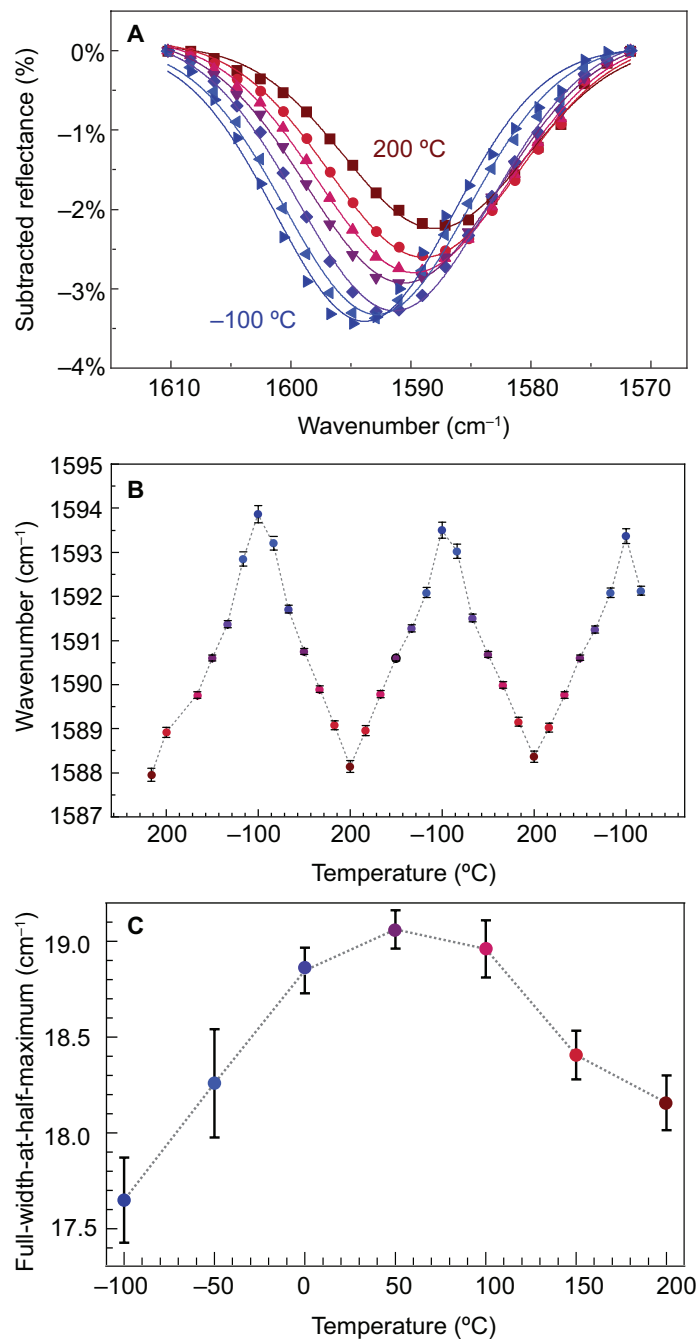 A
0%
–1%
–2%
–3%
–4%
Subtracted reflectance (%)
200 ºC
–100 ºC
1610 1600 1590 1580 1570
Wavenumber (cm⁻¹)
B
1595
1594
1593
1592
1591
1590
1589
1588
1587
Wavenumber (cm⁻¹)
200 –100 200 –100 200 –100
Temperature (ºC)
C
19.0
18.5
18.0
17.5
Full-width-at-half-maximum (cm⁻¹)
–100 –50 0 50 100 150 200
Temperature (ºC)